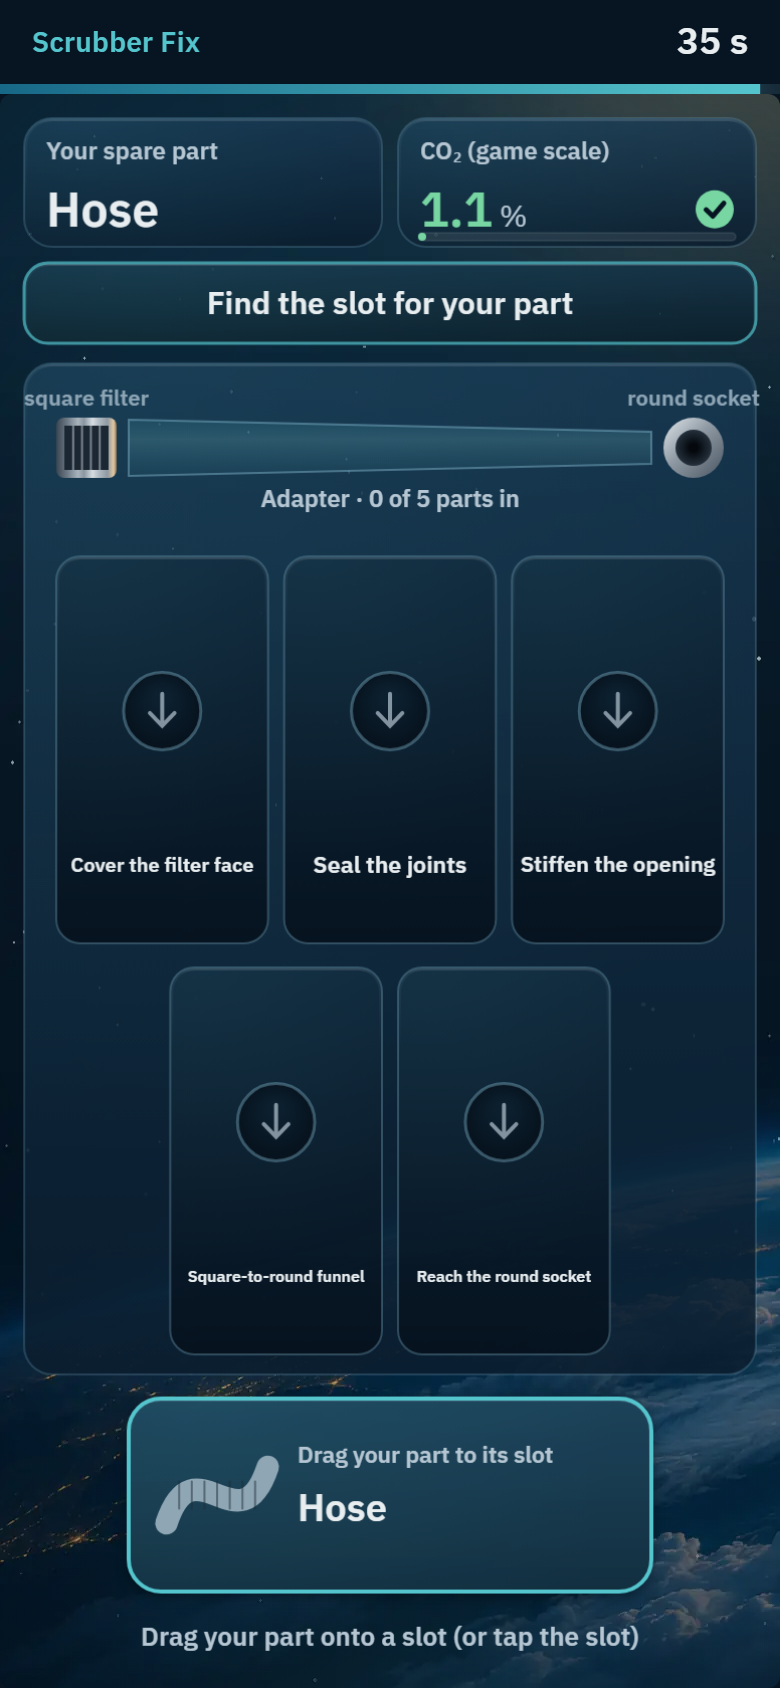 Scrubber Fix
35 s
Your spare part
Hose
CO₂ (game scale)
1.1 %
Find the slot for your part
square filter
round socket
Adapter · 0 of 5 parts in
Cover the filter face
Seal the joints
Stiffen the opening
Square-to-round funnel
Reach the round socket
Drag your part to its slot
Hose
Drag your part onto a slot (or tap the slot)